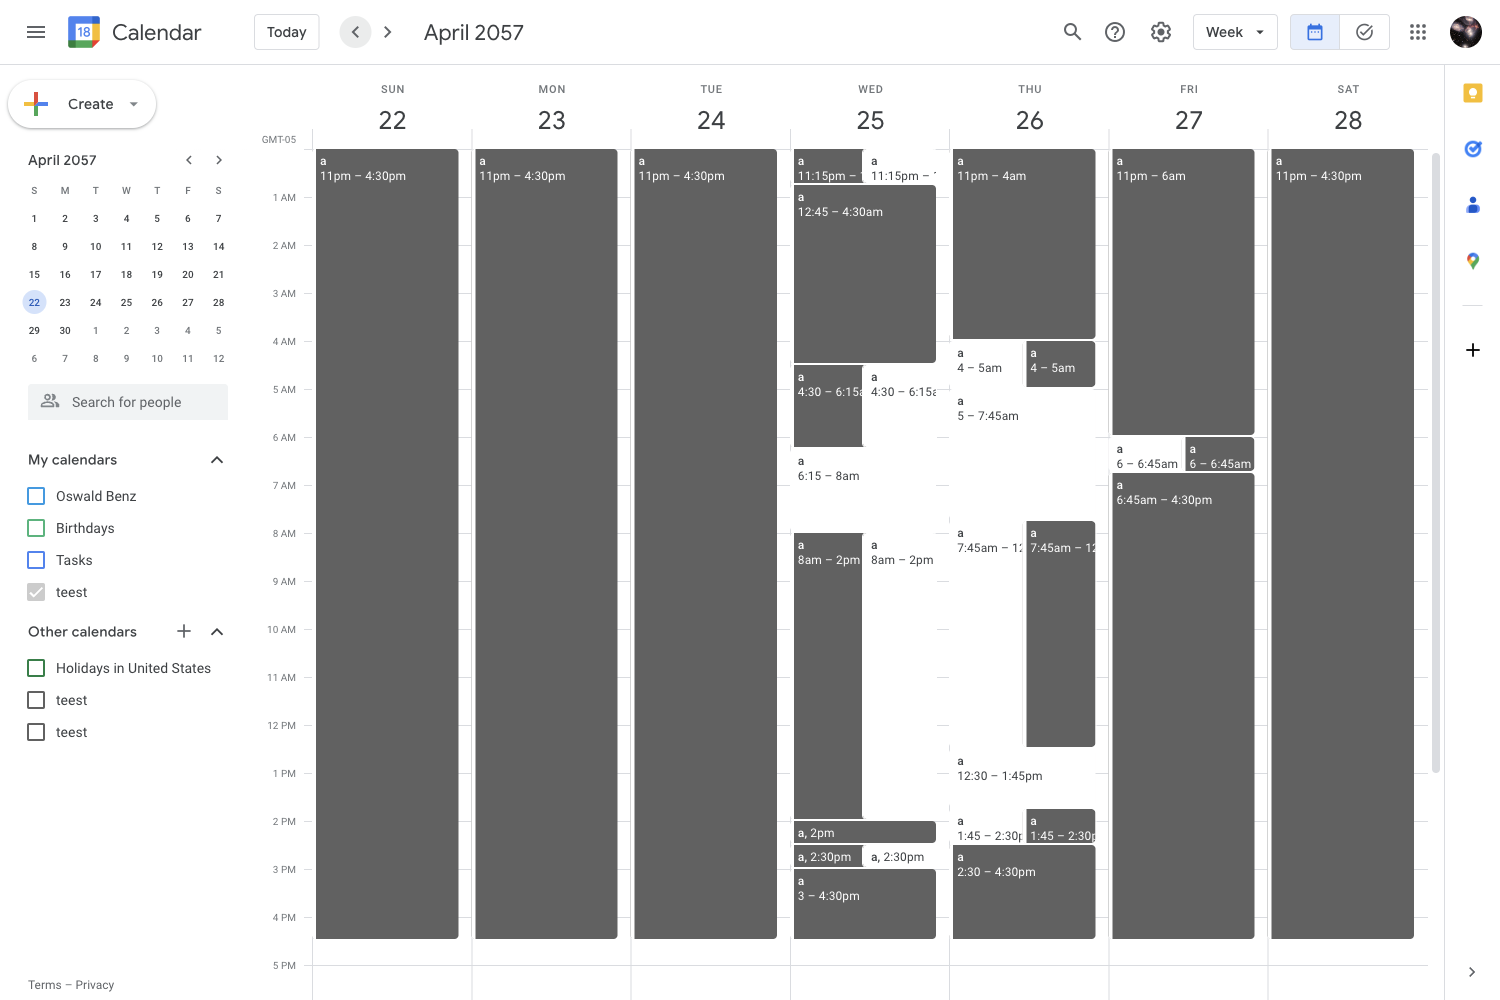 18 Calendar Today April 2057 Week
Create
SUN MON TUE WED THU FRI SAT
22 23 24 25 26 27 28
GMT-05
April 2057
S M T W T F S
1 2 3 4 5 6 7
8 9 10 11 12 13 14
15 16 17 18 19 20 21
22 23 24 25 26 27 28
29 30 1 2 3 4 5
6 7 8 9 10 11 12
Search for people
My calendars
Oswald Benz
Birthdays
Tasks
teest
Other calendars
Holidays in United States
teest
teest
Terms – Privacy
1 AM
2 AM
3 AM
4 AM
5 AM
6 AM
7 AM
8 AM
9 AM
10 AM
11 AM
12 PM
1 PM
2 PM
3 PM
4 PM
5 PM
a
11pm – 4:30pm
a
11pm – 4:30pm
a
11pm – 4:30pm
a
11:15pm –
a
11:15pm –
a
12:45 – 4:30am
a
4:30 – 6:15a
a
4:30 – 6:15a
a
6:15 – 8am
a
8am – 2pm
a
8am – 2pm
a, 2pm
a, 2:30pm
a, 2:30pm
a
3 – 4:30pm
a
11pm – 4am
a
4 – 5am
a
4 – 5am
a
5 – 7:45am
a
7:45am – 12
a
7:45am – 12
a
12:30 – 1:45pm
a
1:45 – 2:30p
a
1:45 – 2:30p
a
2:30 – 4:30pm
a
11pm – 6am
a
6 – 6:45am
a
6 – 6:45am
a
6:45am – 4:30pm
a
11pm – 4:30pm